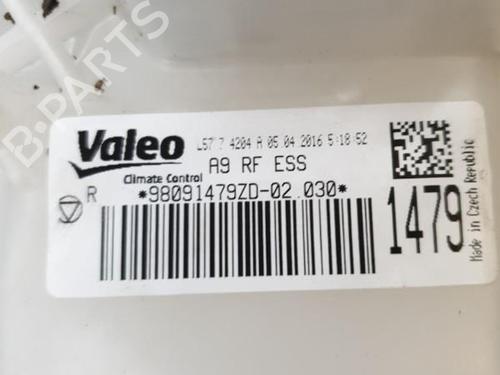 Valeo
L57 7 4204 A 05.04 2016 5:18 52
Climate Control
A9 RF ESS
R
*98091479ZD-02.030*
1479
Made in Czech Republic
B-PARTS